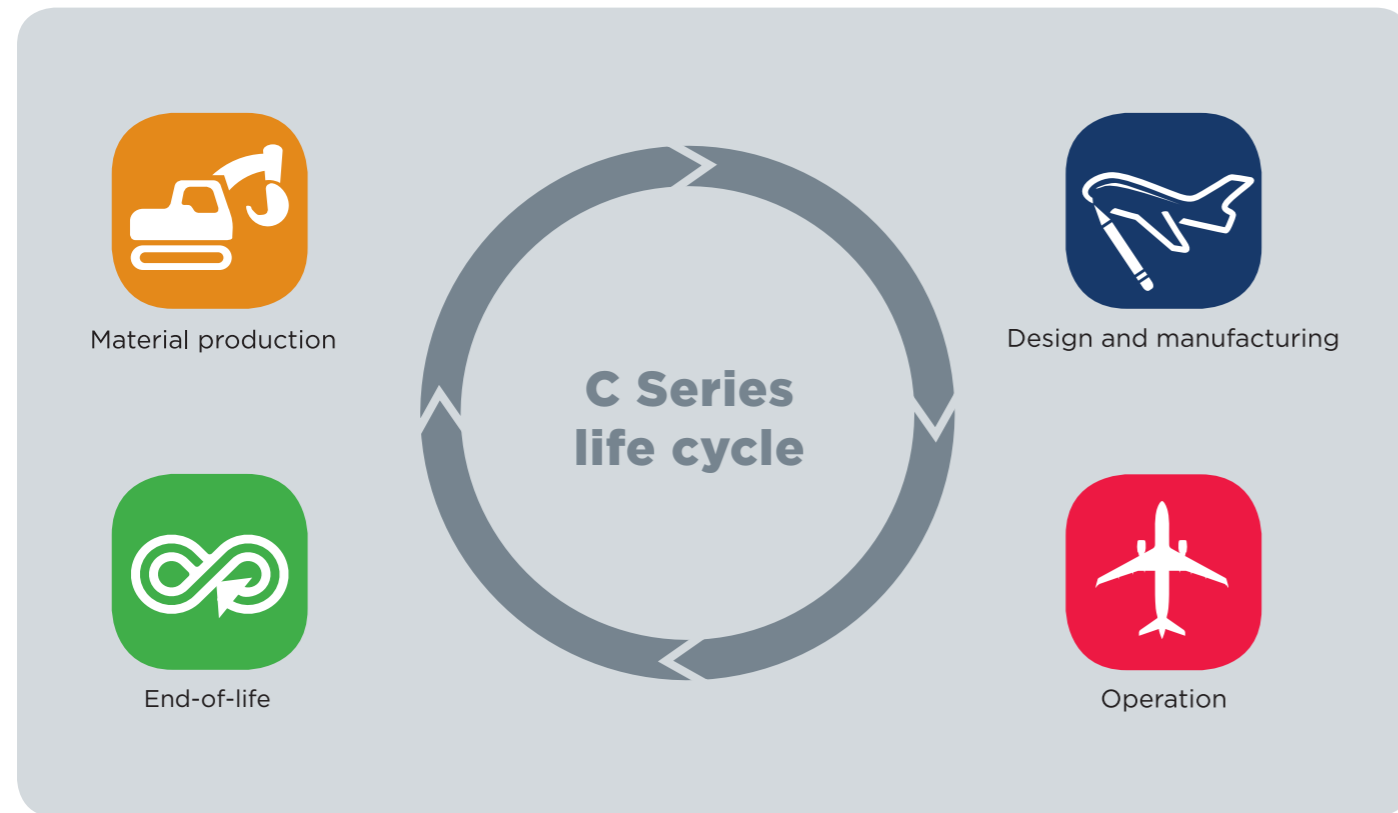 Material production
Design and manufacturing
C Series
life cycle
End-of-life
Operation